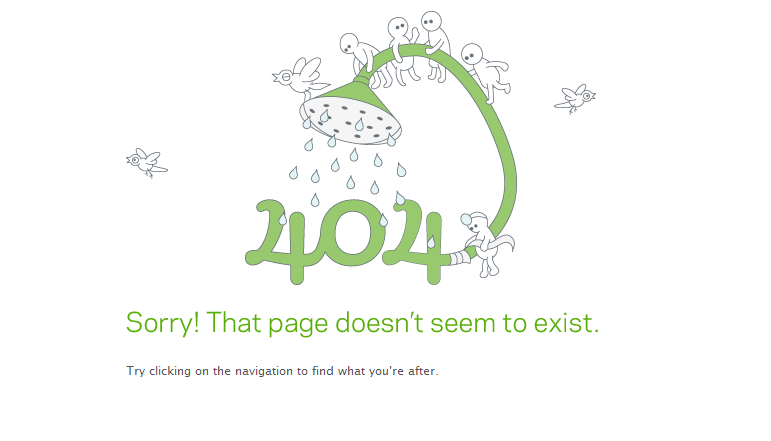 404
Sorry! That page doesn't seem to exist.
Try clicking on the navigation to find what you're after.